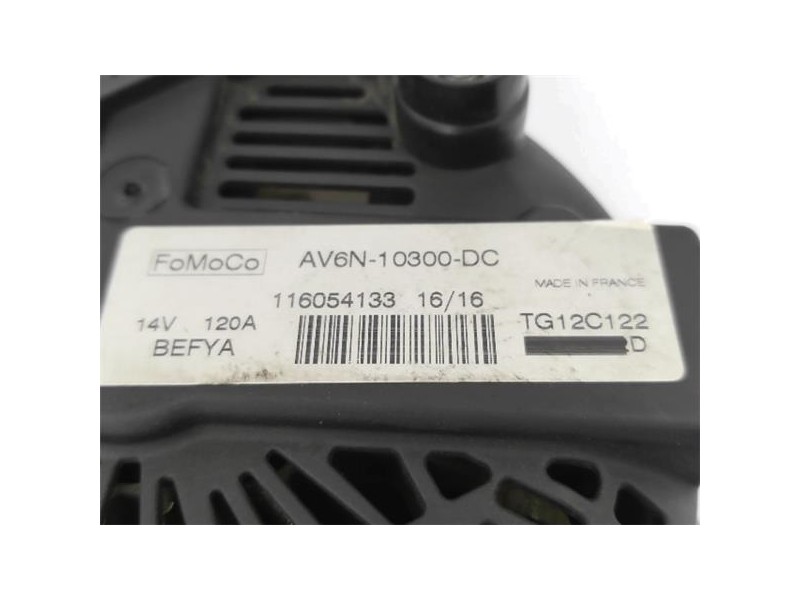 FoMoCo AV6N-10300-DC
MADE IN FRANCE
116054133 16/16
14V 120A TG12C122
BEFYA D